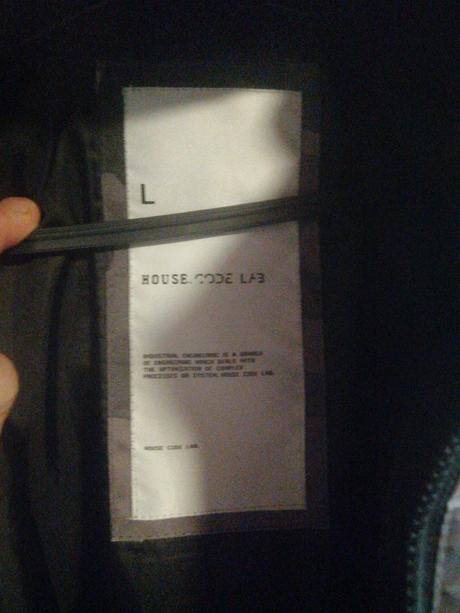 L
HOUSE.CODE LAB
INDUSTRIAL ENGINEERING IS A BRANCH
OF ENGINEERING WHICH DEALS WITH
THE OPTIMIZATION OF COMPLEX
PROCESSES OR SYSTEM.HOUSE CODE LAB.
HOUSE CODE LAB.